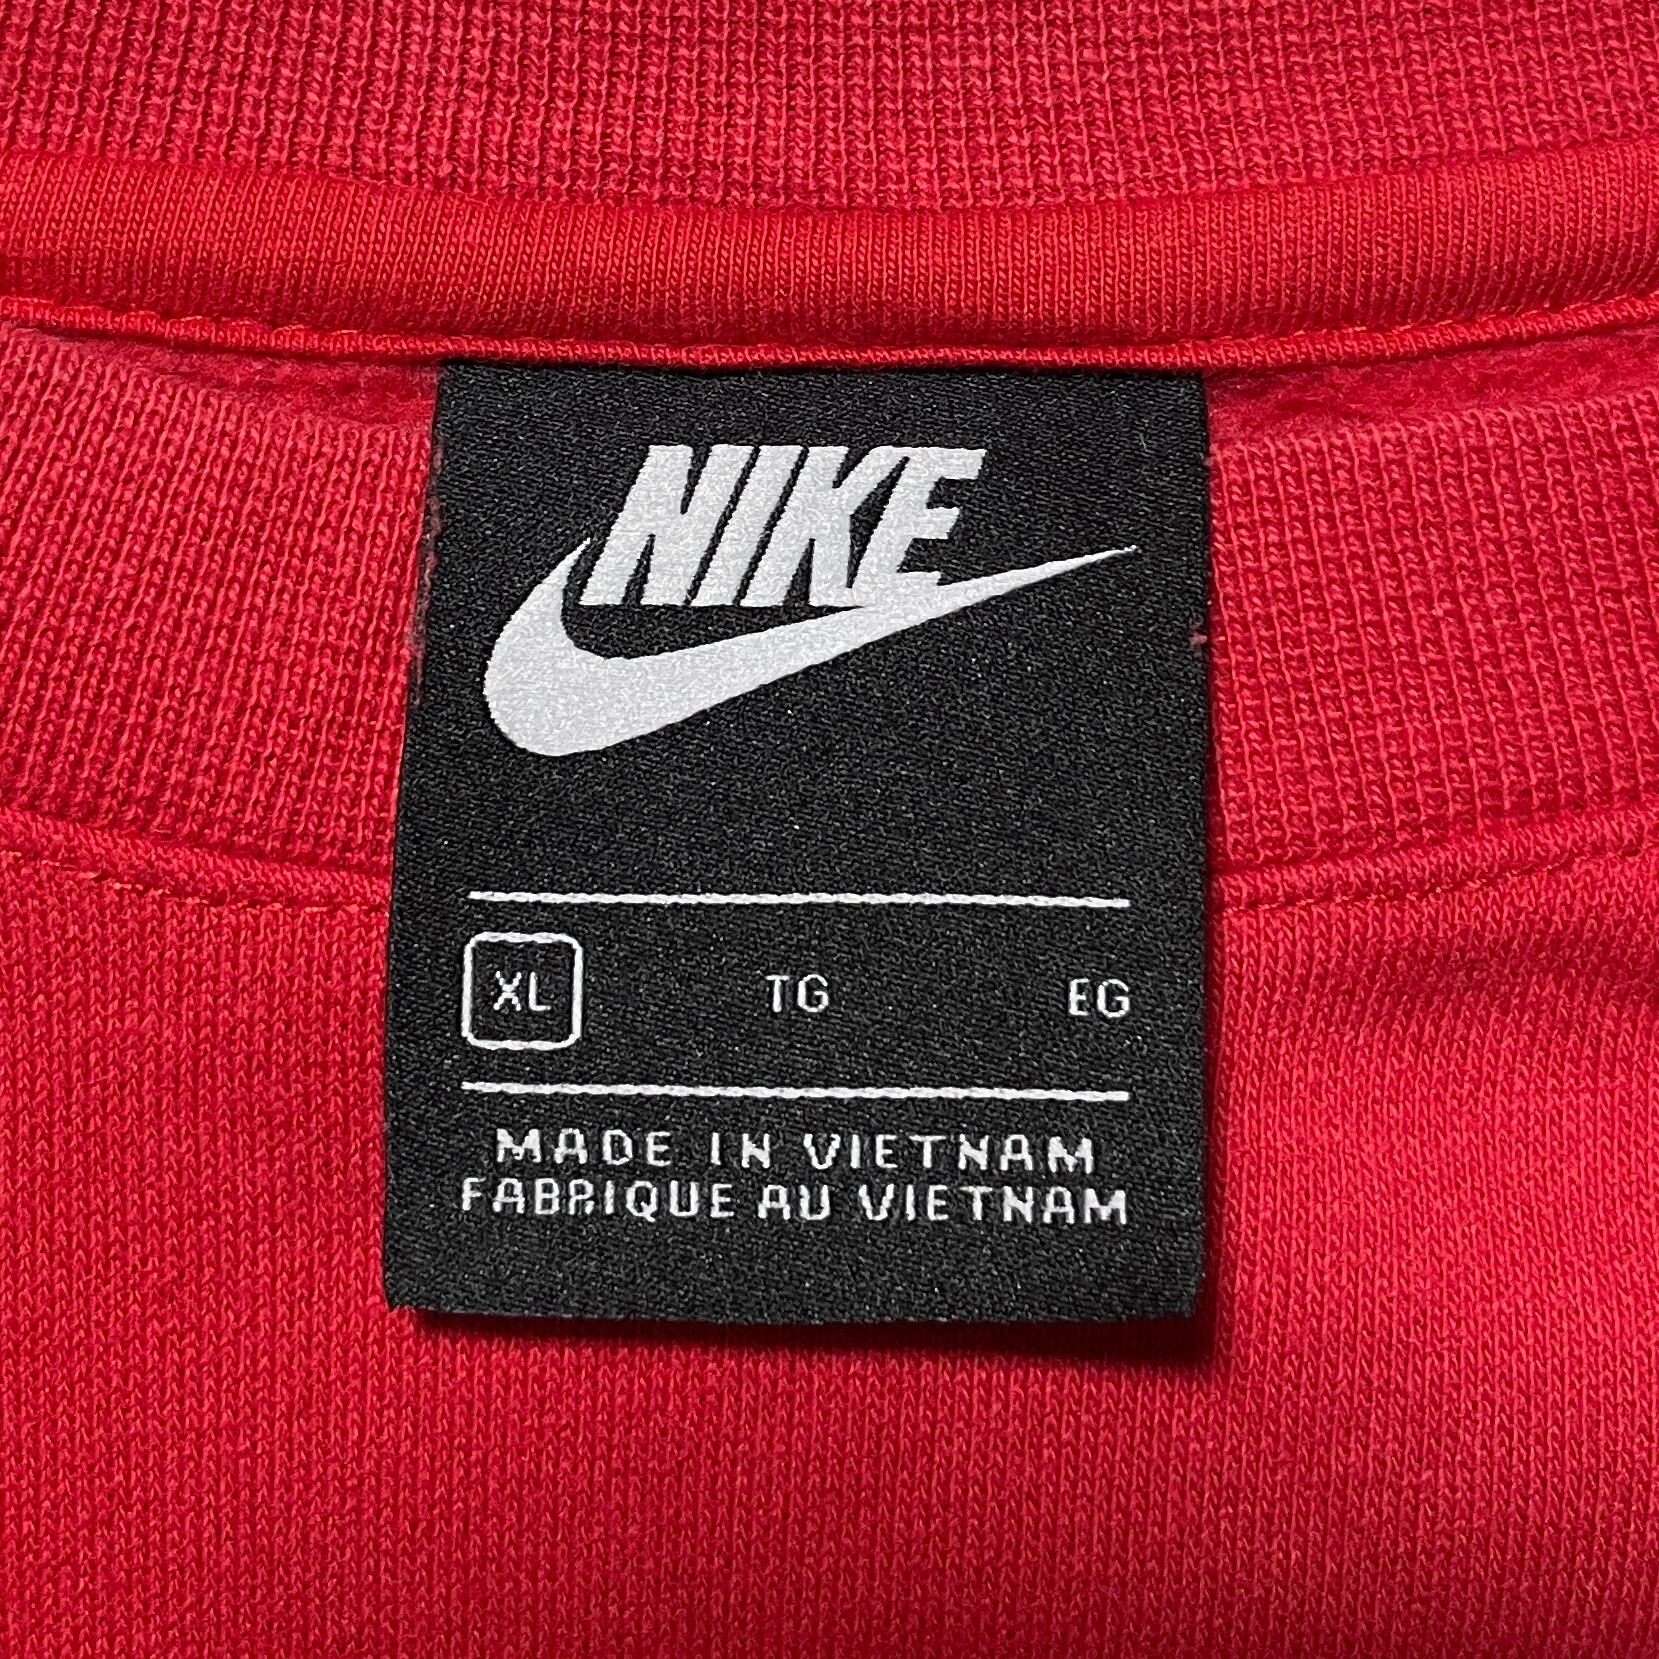 NIKE
XL TG EG
MADE IN VIETNAM
FABRIQUE AU VIETNAM